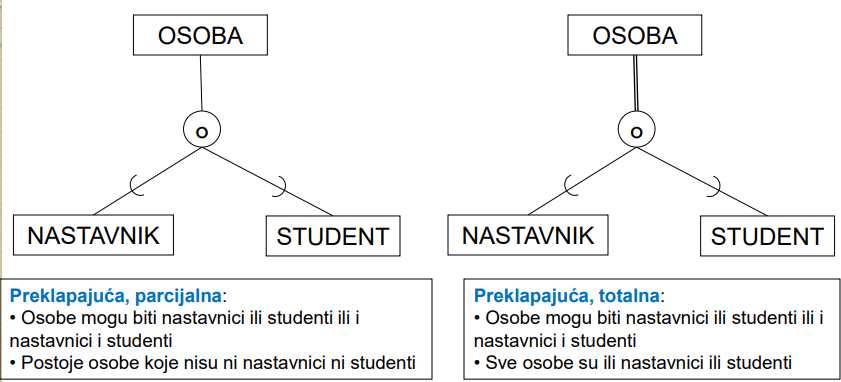 OSOBA
O
NASTAVNIK
STUDENT
Preklapajuća, parcijalna:
• Osobe mogu biti nastavnici ili studenti ili i
nastavnici i studenti
• Postoje osobe koje nisu ni nastavnici ni studenti
OSOBA
O
NASTAVNIK
STUDENT
Preklapajuća, totalna:
• Osobe mogu biti nastavnici ili studenti ili i
nastavnici i studenti
• Sve osobe su ili nastavnici ili studenti